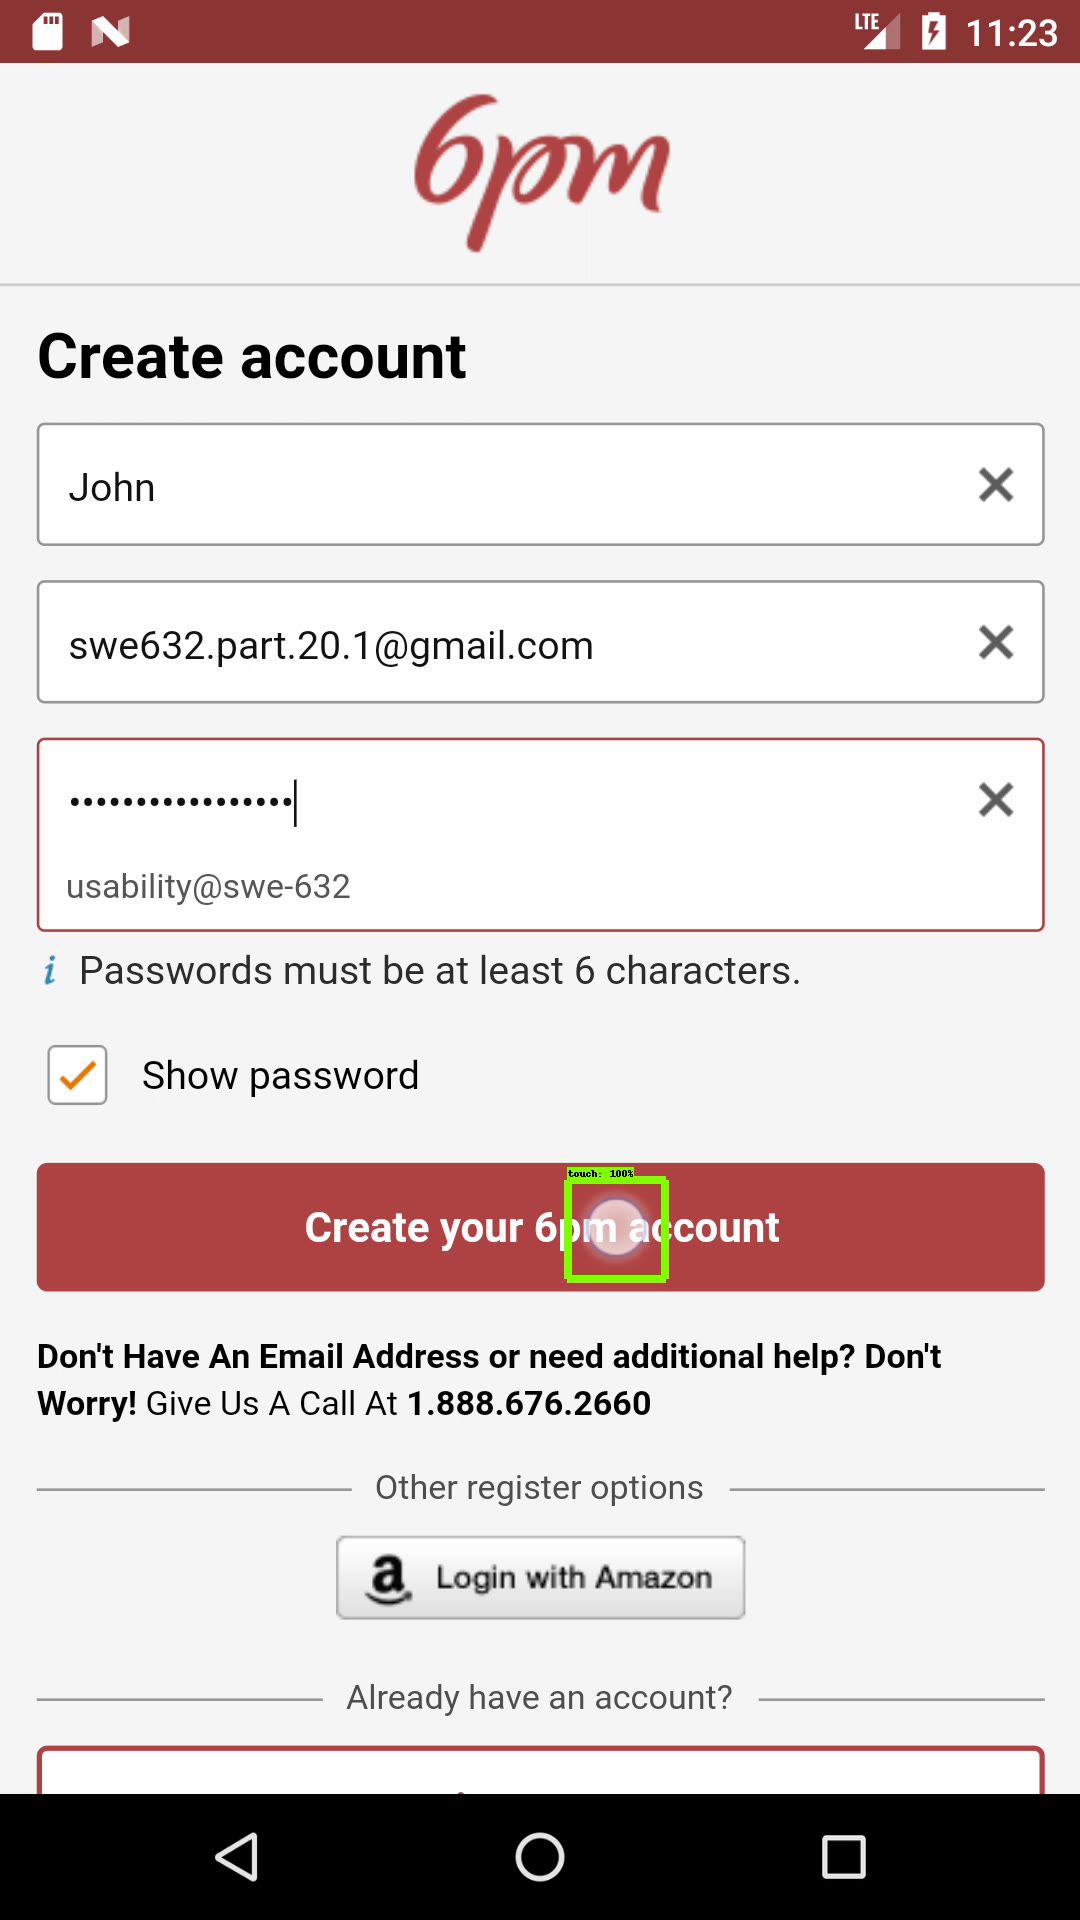 LTE 11:23
6pm
Create account
John
swe632.part.20.1@gmail.com
•••••••••••••••••
usability@swe-632
i Passwords must be at least 6 characters.
Show password
touch: 100%
Create your 6pm account
Don't Have An Email Address or need additional help? Don't
Worry! Give Us A Call At 1.888.676.2660
Other register options
a Login with Amazon
Already have an account?